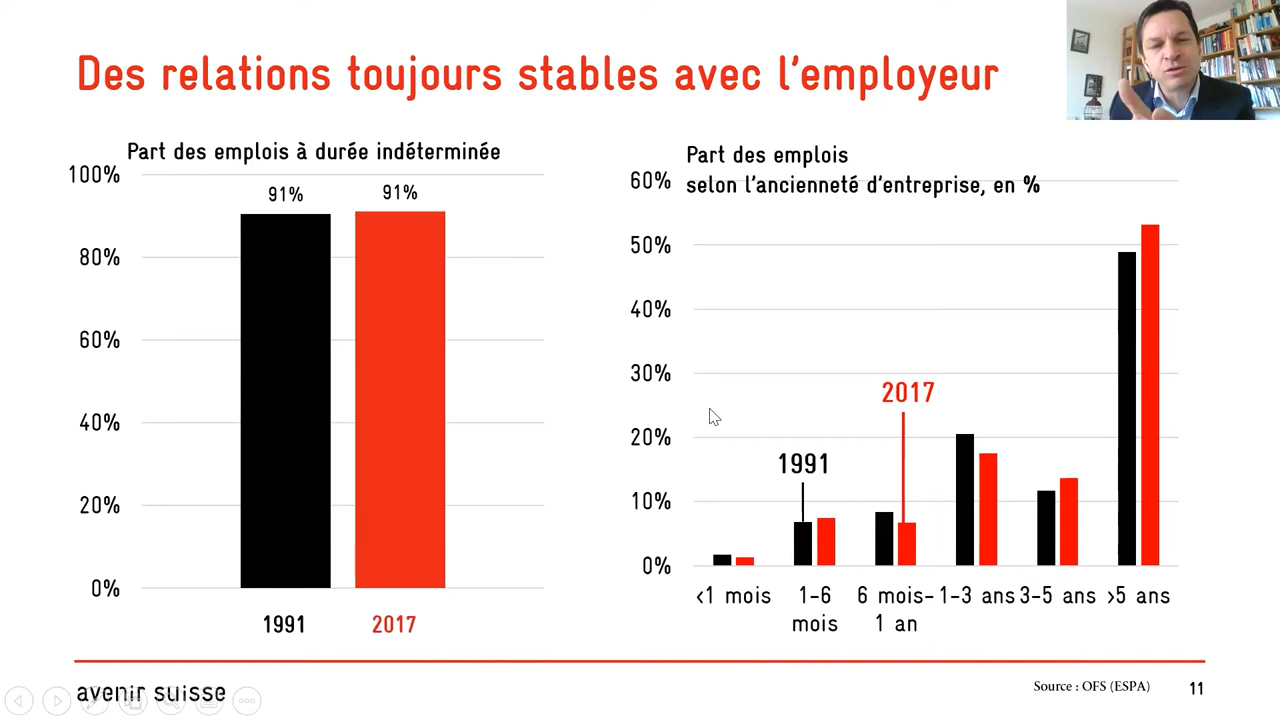 Des relations toujours stables avec l'employeur
Part des emplois à durée indéterminée
100%
80%
60%
40%
20%
0%
91%
91%
1991
2017
Part des emplois
selon l'ancienneté d'entreprise, en %
60%
50%
40%
30%
20%
10%
0%
1991
2017
<1 mois
1-6
mois
6 mois-
1 an
1-3 ans
3-5 ans
>5 ans
avenir suisse
Source : OFS (ESPA)
11